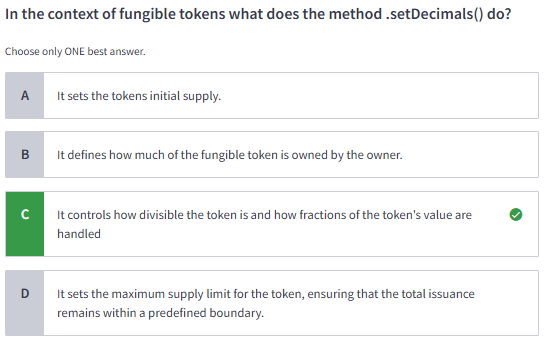 In the context of fungible tokens what does the method .setDecimals() do?
Choose only ONE best answer.
A
It sets the tokens initial supply.
B
It defines how much of the fungible token is owned by the owner.
C
It controls how divisible the token is and how fractions of the token's value are
handled
D
It sets the maximum supply limit for the token, ensuring that the total issuance
remains within a predefined boundary.